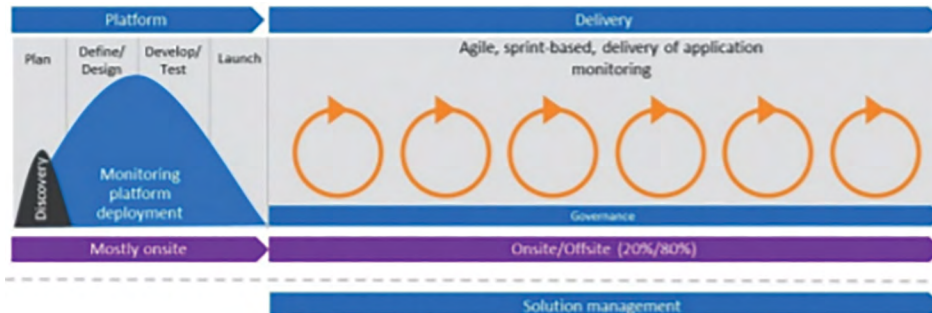 Platform
Delivery
Plan
Define/
Design
Develop/
Test
Launch
Agile, sprint-based, delivery of application
monitoring
Discovery
Monitoring
platform
deployment
Governance
Mostly onsite
Onsite/Offsite (20%/80%)
Solution management